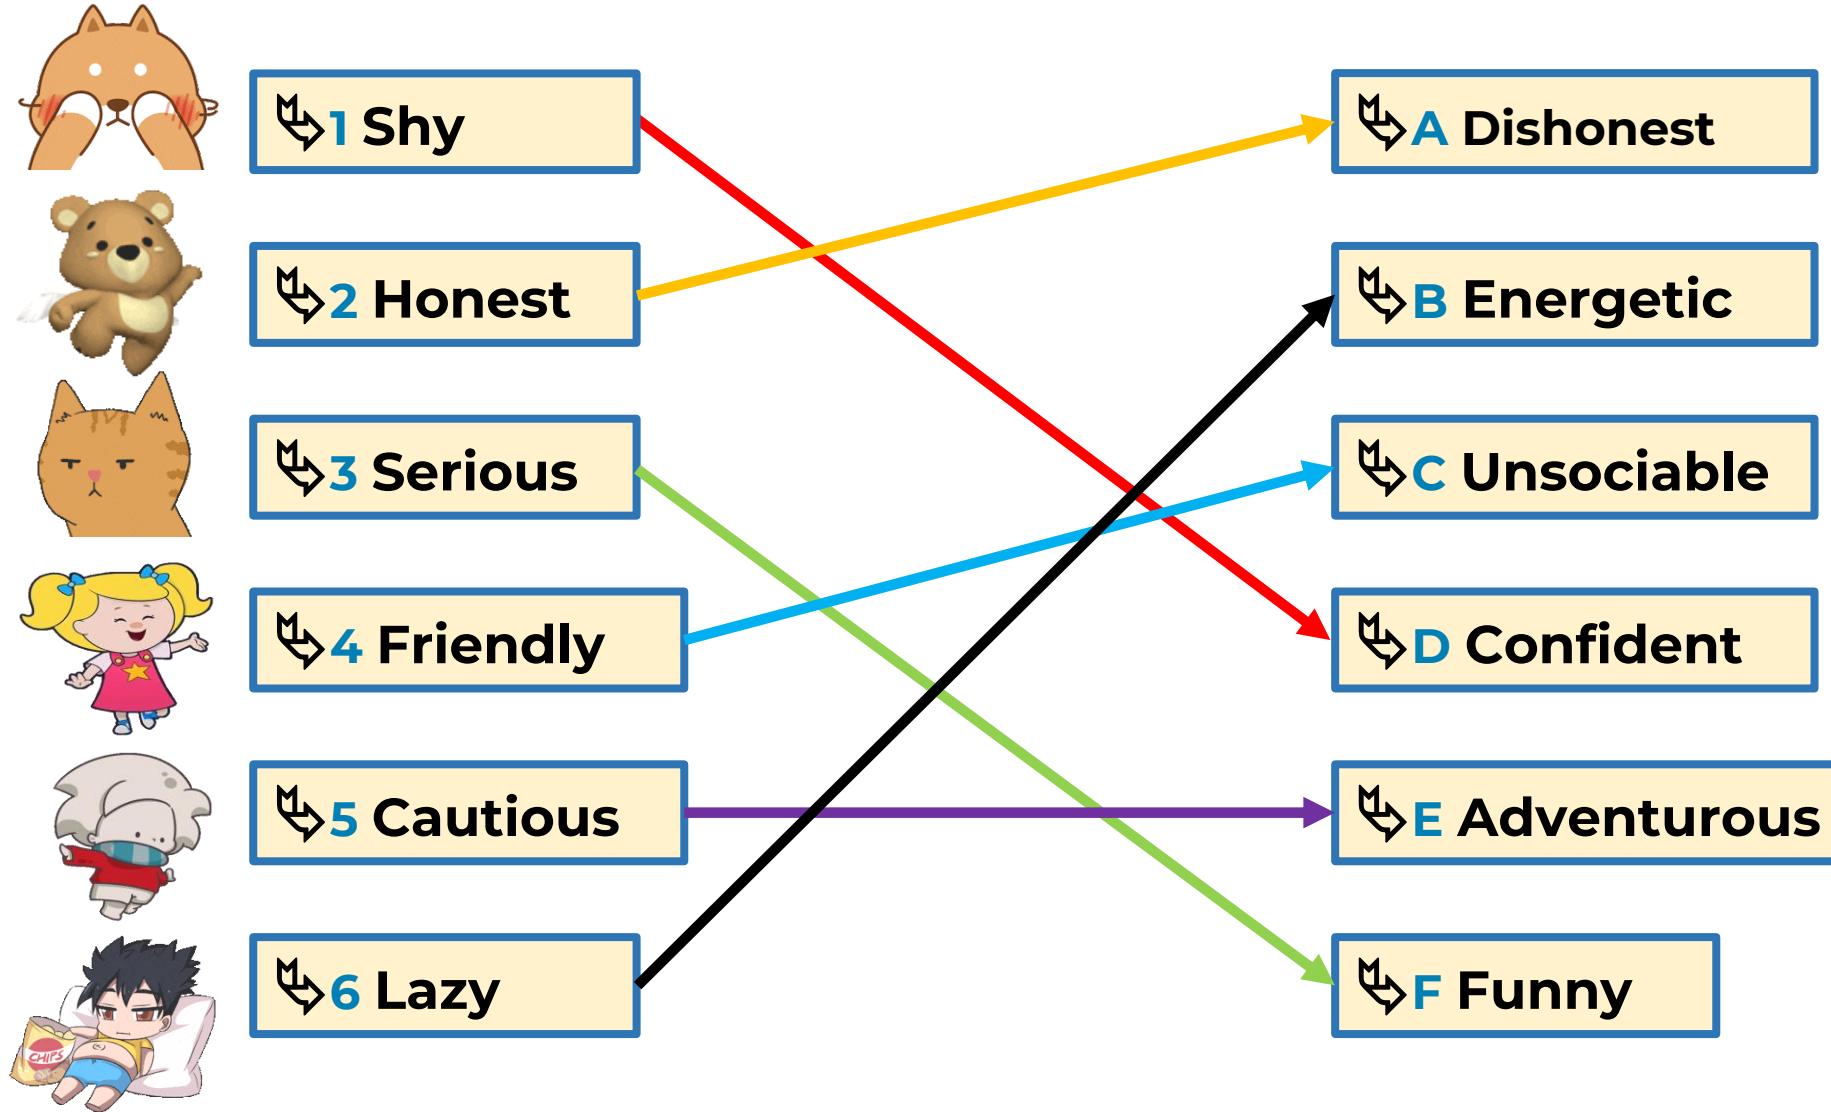 1 Shy
A Dishonest
2 Honest
B Energetic
3 Serious
C Unsociable
4 Friendly
D Confident
5 Cautious
E Adventurous
6 Lazy
F Funny
CHIPS